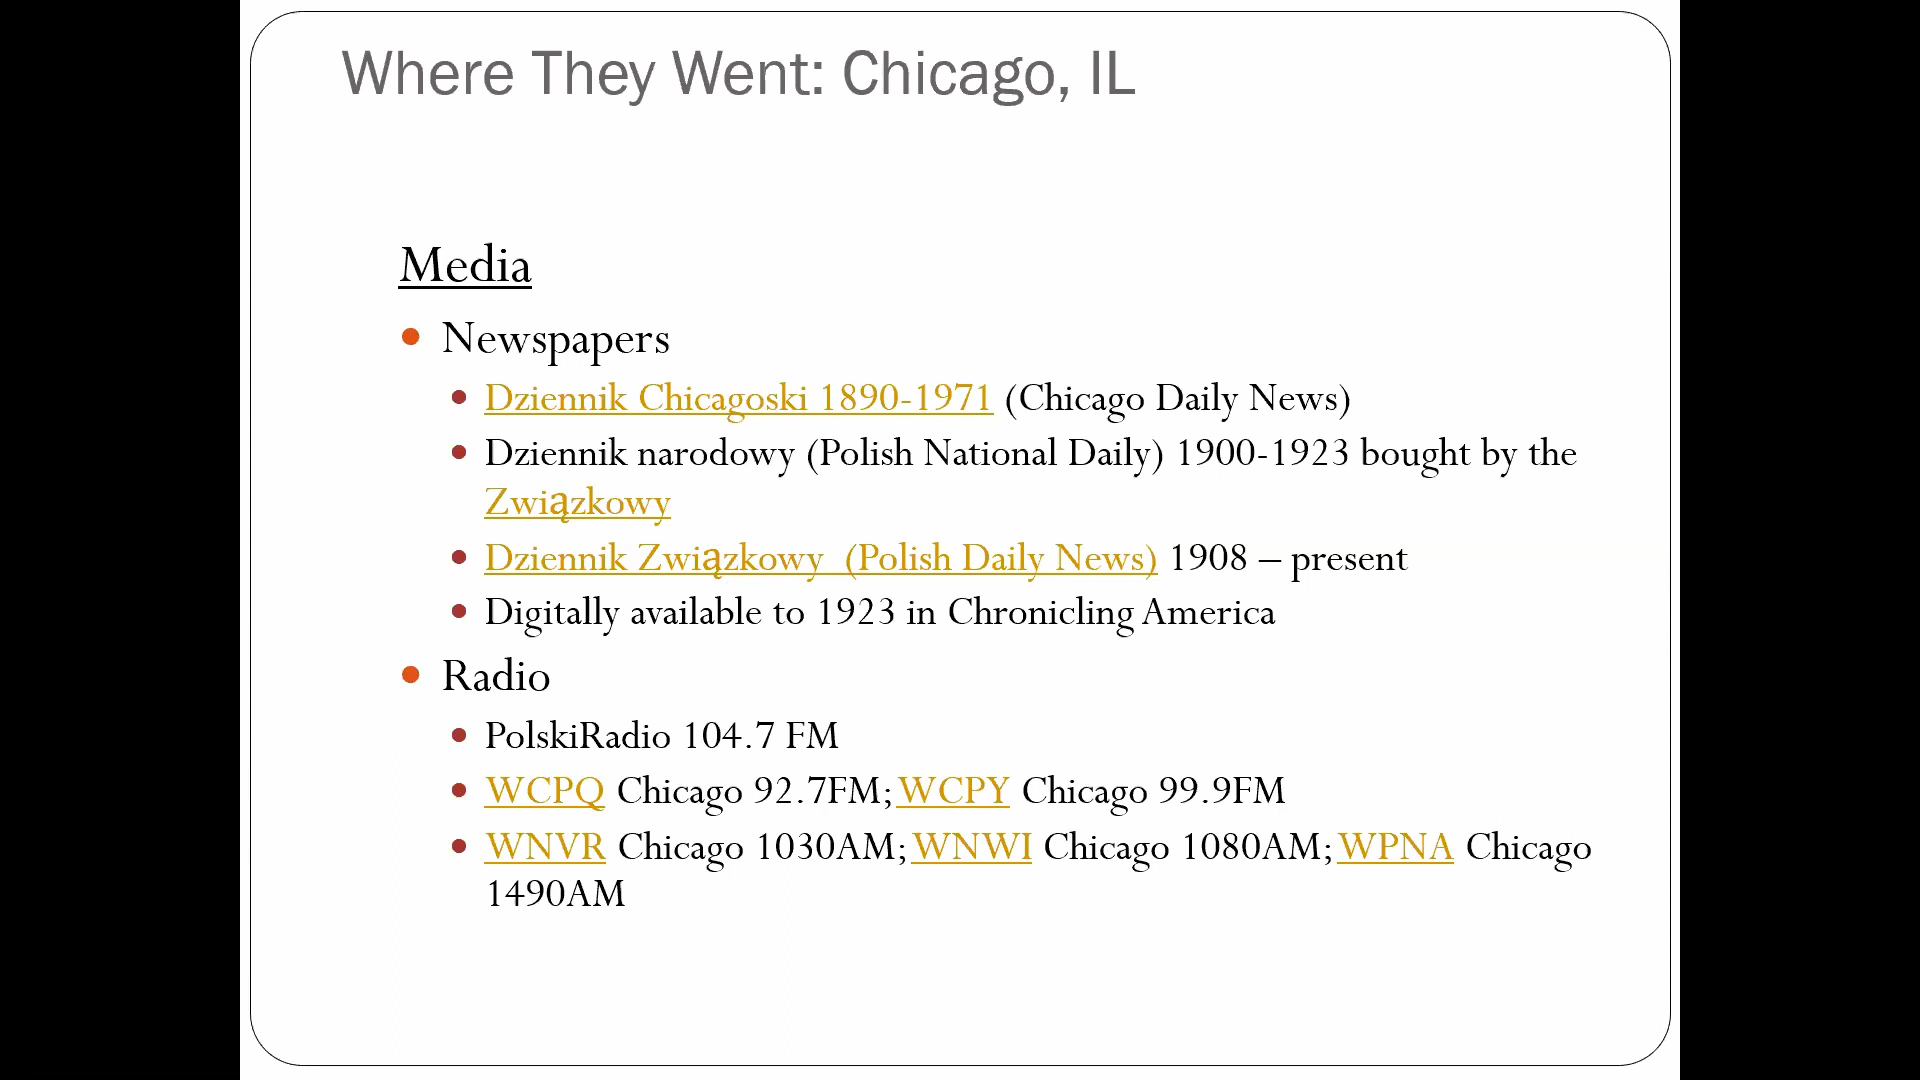 Where They Went: Chicago, IL
Media
Newspapers
Dziennik Chicagoski 1890-1971 (Chicago Daily News)
Dziennik narodowy (Polish National Daily) 1900-1923 bought by the
Związkowy
Dziennik Związkowy  (Polish Daily News) 1908 – present
Digitally available to 1923 in Chronicling America
Radio
PolskiRadio 104.7 FM
WCPQ Chicago 92.7FM; WCPY Chicago 99.9FM
WNVR Chicago 1030AM; WNWI Chicago 1080AM; WPNA Chicago
1490AM